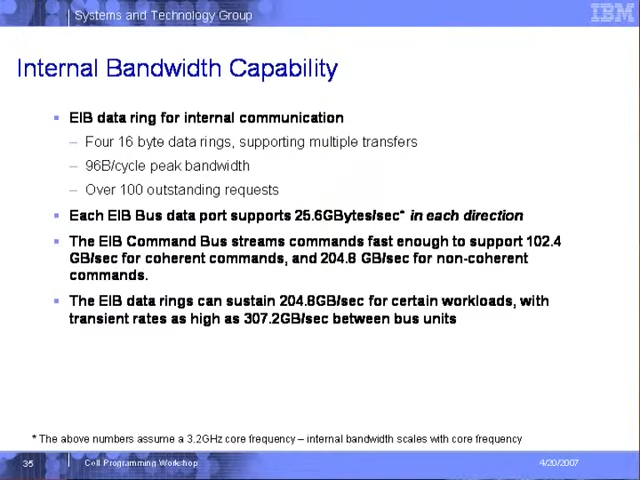 Systems and Technology Group
IBM
Internal Bandwidth Capability
▪ EIB data ring for internal communication
– Four 16 byte data rings, supporting multiple transfers
– 96B/cycle peak bandwidth
– Over 100 outstanding requests
▪ Each EIB Bus data port supports 25.6GBytes/sec* in each direction
▪ The EIB Command Bus streams commands fast enough to support 102.4
GB/sec for coherent commands, and 204.8 GB/sec for non-coherent
commands.
▪ The EIB data rings can sustain 204.8GB/sec for certain workloads, with
transient rates as high as 307.2GB/sec between bus units
* The above numbers assume a 3.2GHz core frequency – internal bandwidth scales with core frequency
35 Cell Programming Workshop 4/20/2007